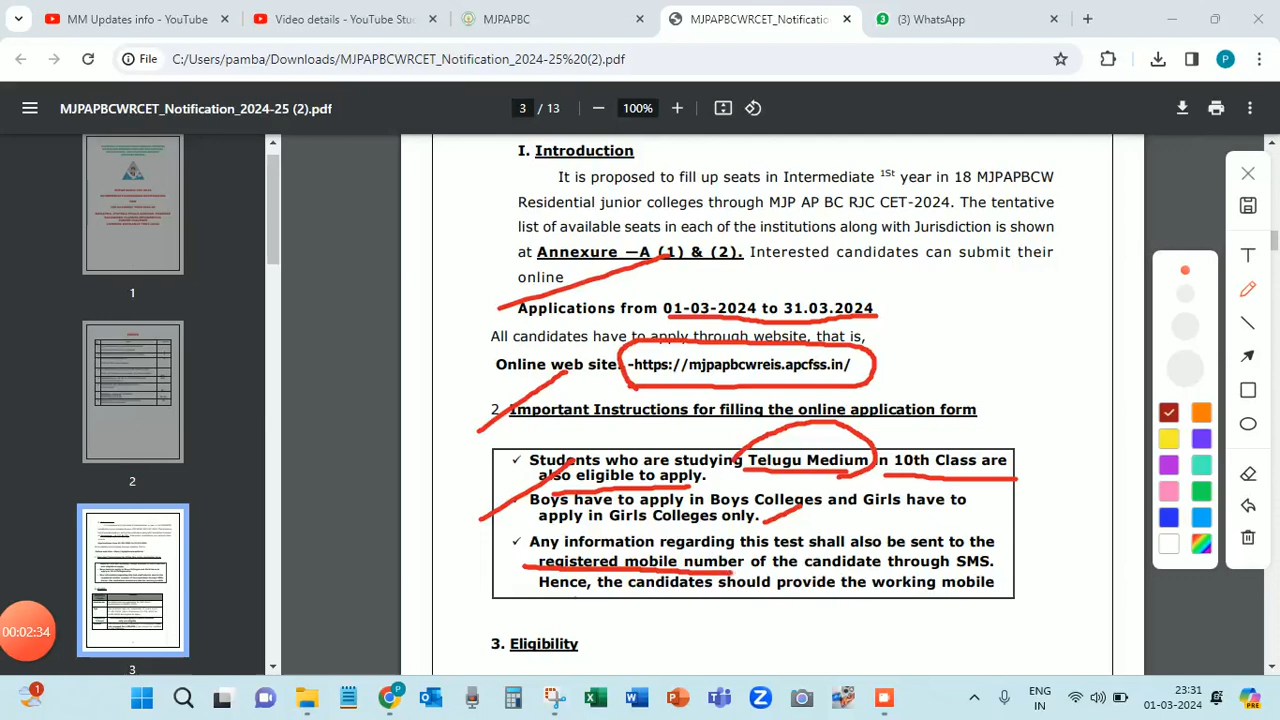 MM Updates info - YouTube
Video details - YouTube Stu
MJPAPBC
MJPAPBCWRCET_Notification
(3) WhatsApp
File
C:/Users/pamba/Downloads/MJPAPBCWRCET_Notification_2024-25%20(2).pdf
P
MJPAPBCWRCET_Notification_2024-25 (2).pdf
3 / 13
100%
I. Introduction
It is proposed to fill up seats in Intermediate 1St year in 18 MJPAPBCW
Residential junior colleges through MJP AP BC RJC CET-2024. The tentative
list of available seats in each of the institutions along with Jurisdiction is shown
at Annexure –A (1) & (2). Interested candidates can submit their
online
Applications from 01-03-2024 to 31.03.2024
All candidates have to apply through website, that is,
Online web site: -https://mjpapbcwreis.apcfss.in/
2. Important Instructions for filling the online application form
✓ Students who are studying Telugu Medium in 10th Class are
also eligible to apply.
Boys have to apply in Boys Colleges and Girls have to
apply in Girls Colleges only.
✓ Any information regarding this test shall also be sent to the
registered mobile number of the candidate through SMS.
Hence, the candidates should provide the working mobile
3. Eligibility
1
2
3
00:02:34
T
1
P
ENG
IN
23:31
01-03-2024
PRE